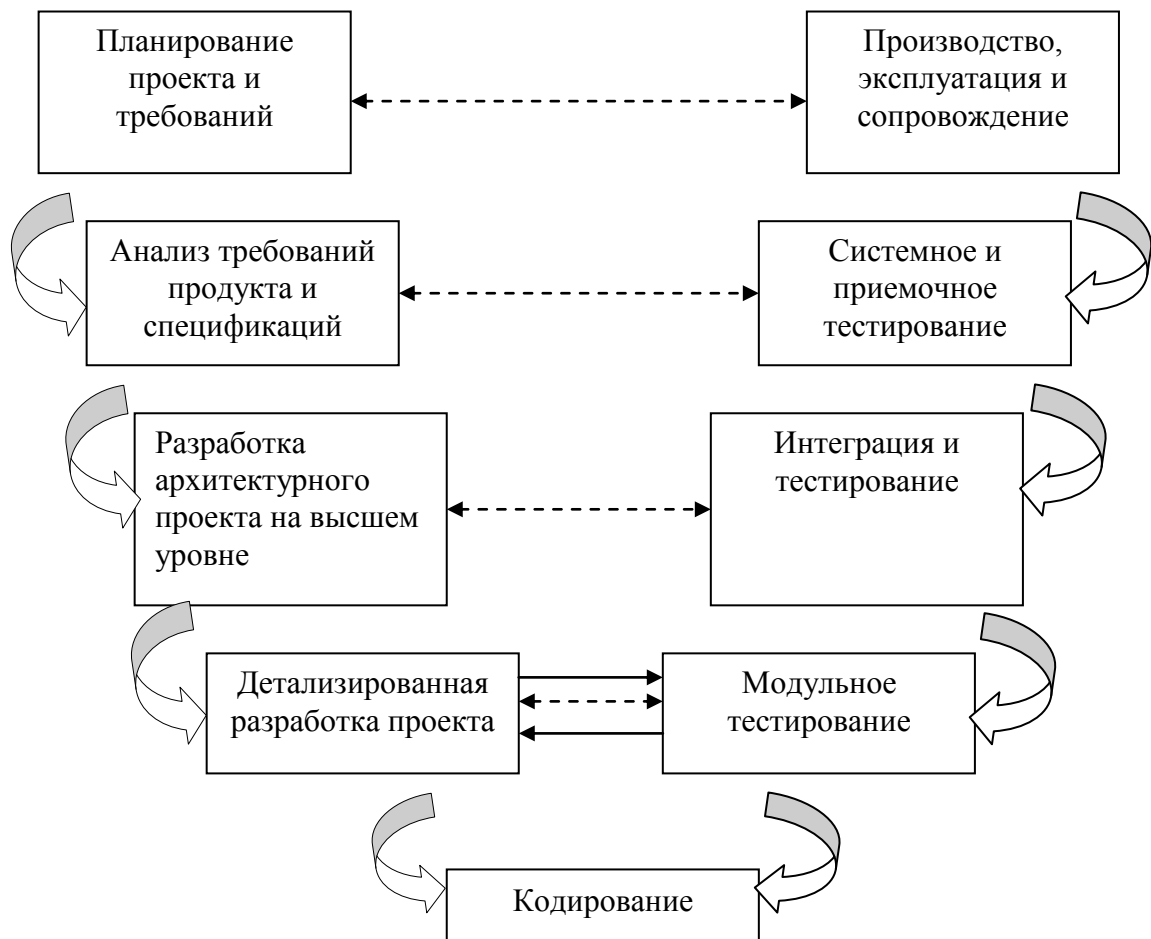 Планирование
проекта и
требований
Производство,
эксплуатация и
сопровождение
Анализ требований
продукта и
спецификаций
Системное и
приемочное
тестирование
Разработка
архитектурного
проекта на высшем
уровне
Интеграция и
тестирование
Детализированная
разработка проекта
Модульное
тестирование
Кодирование